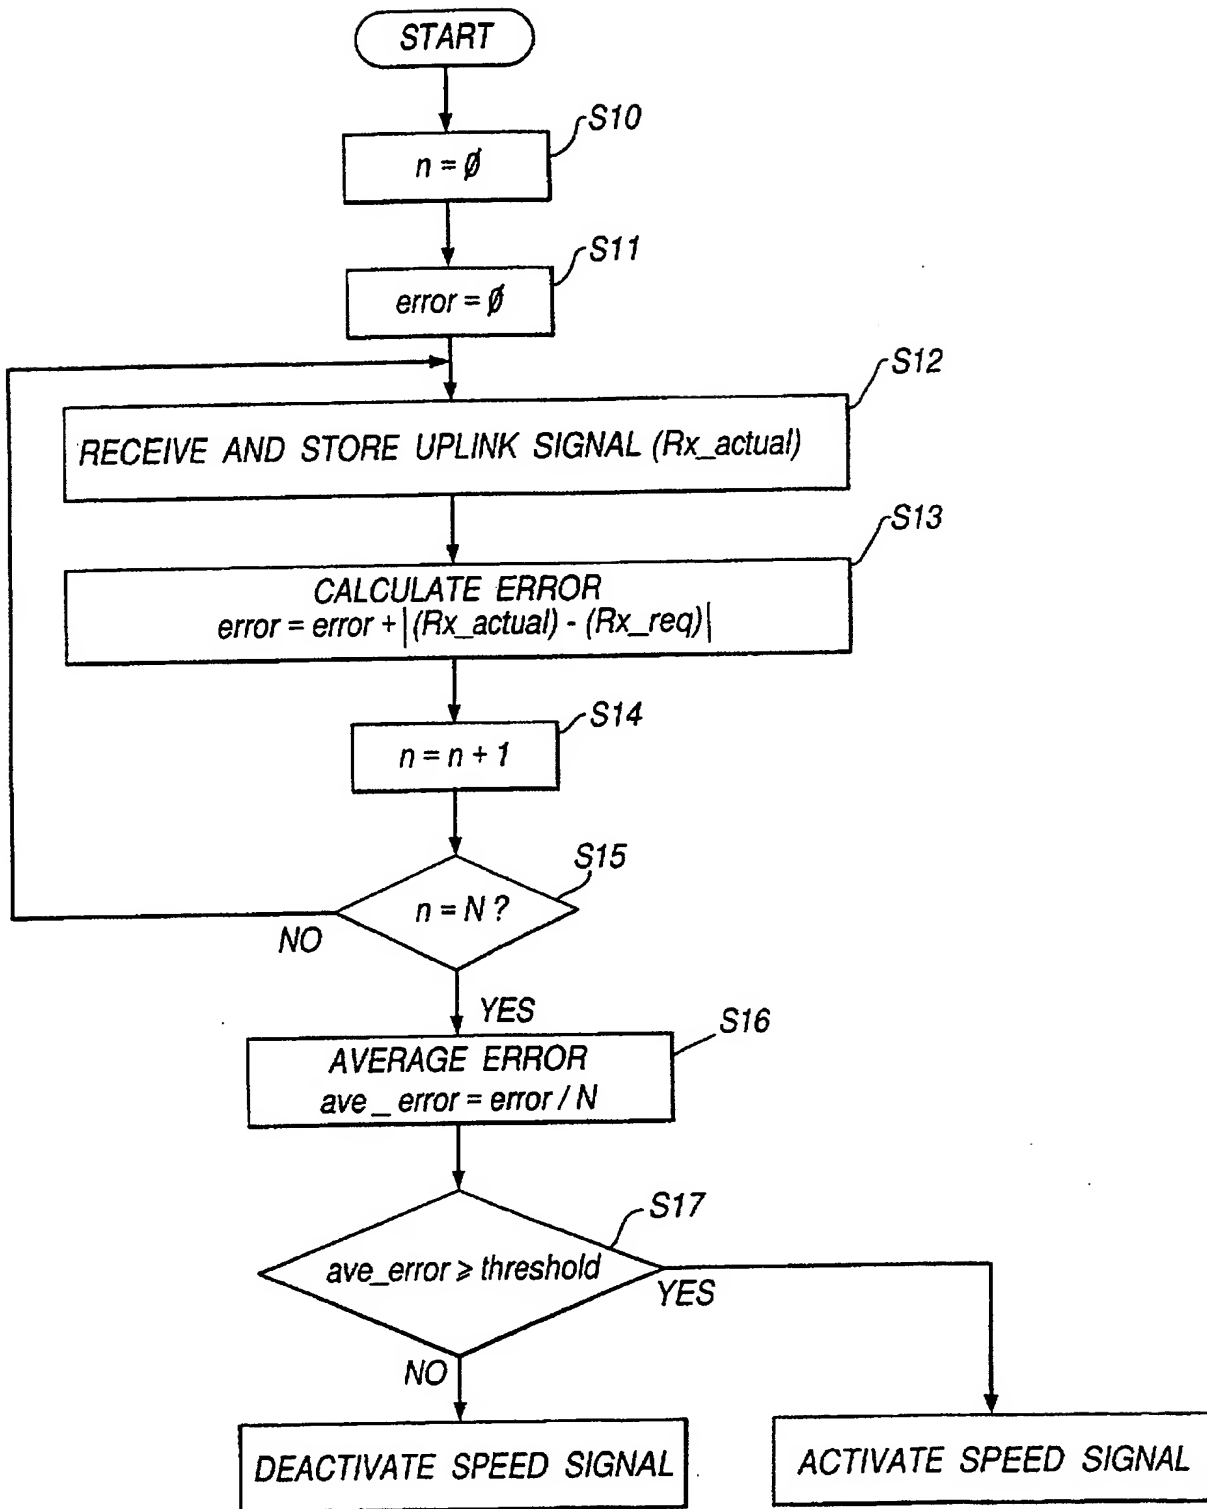 START
S10
n = ∅
S11
error = ∅
S12
RECEIVE AND STORE UPLINK SIGNAL (Rx_actual)
S13
CALCULATE ERROR
error = error + |(Rx_actual) - (Rx_req)|
S14
n = n + 1
S15
n = N ?
NO
YES
S16
AVERAGE ERROR
ave _ error = error / N
S17
ave_error ⩾ threshold
YES
NO
DEACTIVATE SPEED SIGNAL
ACTIVATE SPEED SIGNAL